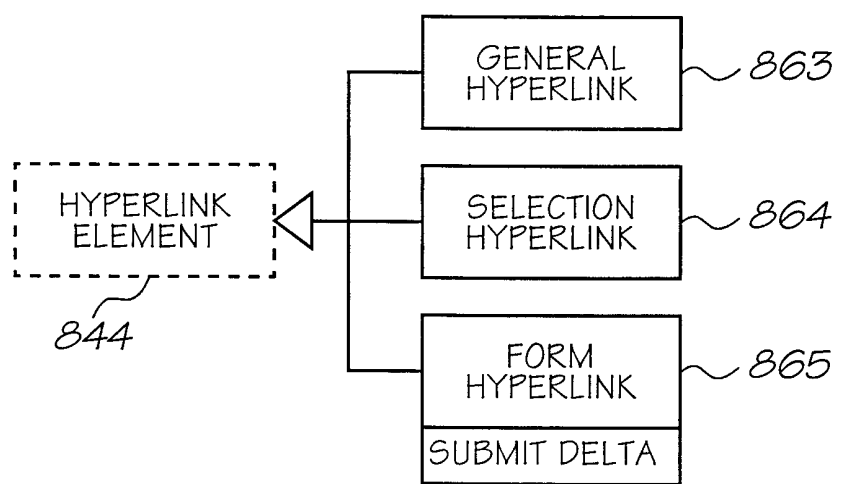 GENERAL
HYPERLINK
863
HYPERLINK
ELEMENT
844
SELECTION
HYPERLINK
864
FORM
HYPERLINK
865
SUBMIT DELTA